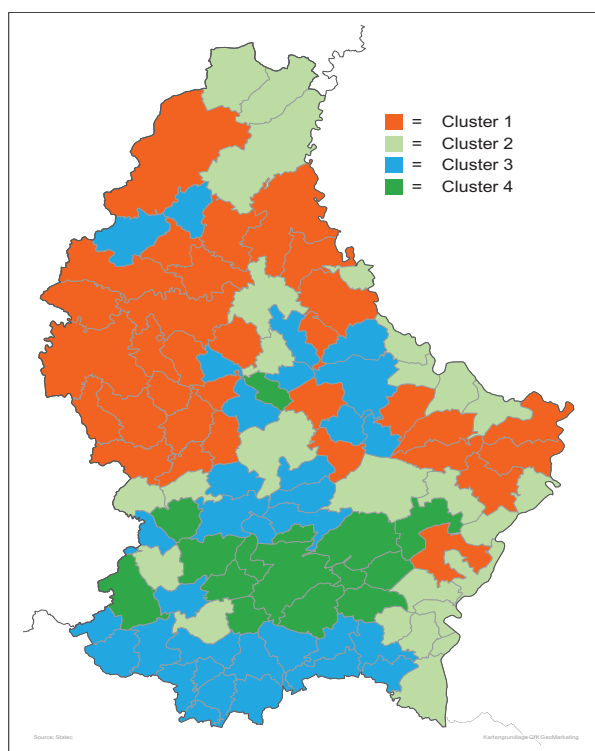 = Cluster 1
= Cluster 2
= Cluster 3
= Cluster 4
Source: Statec
Kartengrundlage GfK GeoMarketing